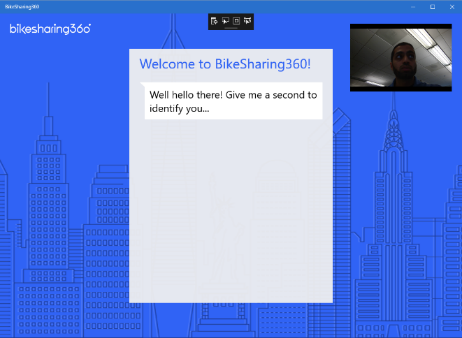 BikeSharing360
bikesharing360°
Welcome to BikeSharing360!
Well hello there! Give me a second to
identify you...